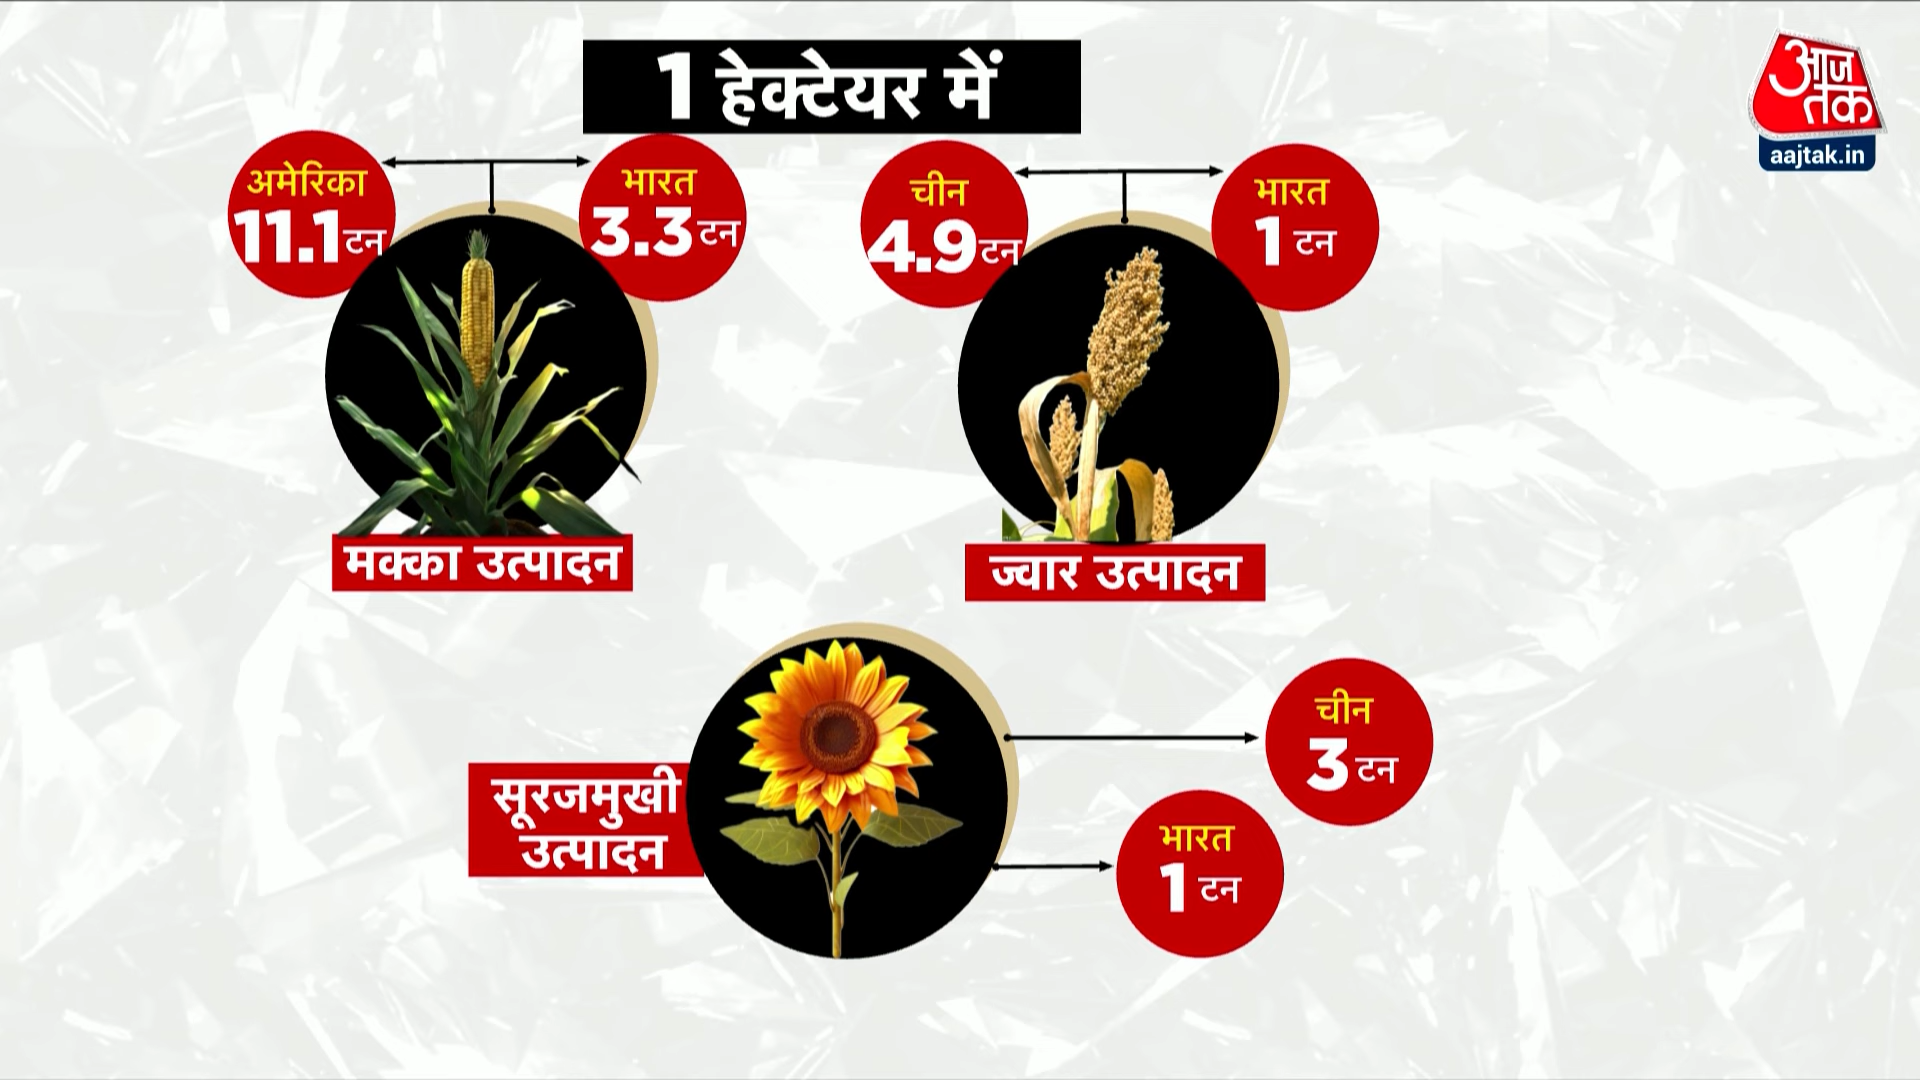 1 हेक्टेयर में
आज
तक
aajtak.in
अमेरिका
11.1 टन
भारत
3.3 टन
चीन
4.9 टन
भारत
1 टन
मक्का उत्पादन
ज्वार उत्पादन
सूरजमुखी
उत्पादन
चीन
3 टन
भारत
1 टन